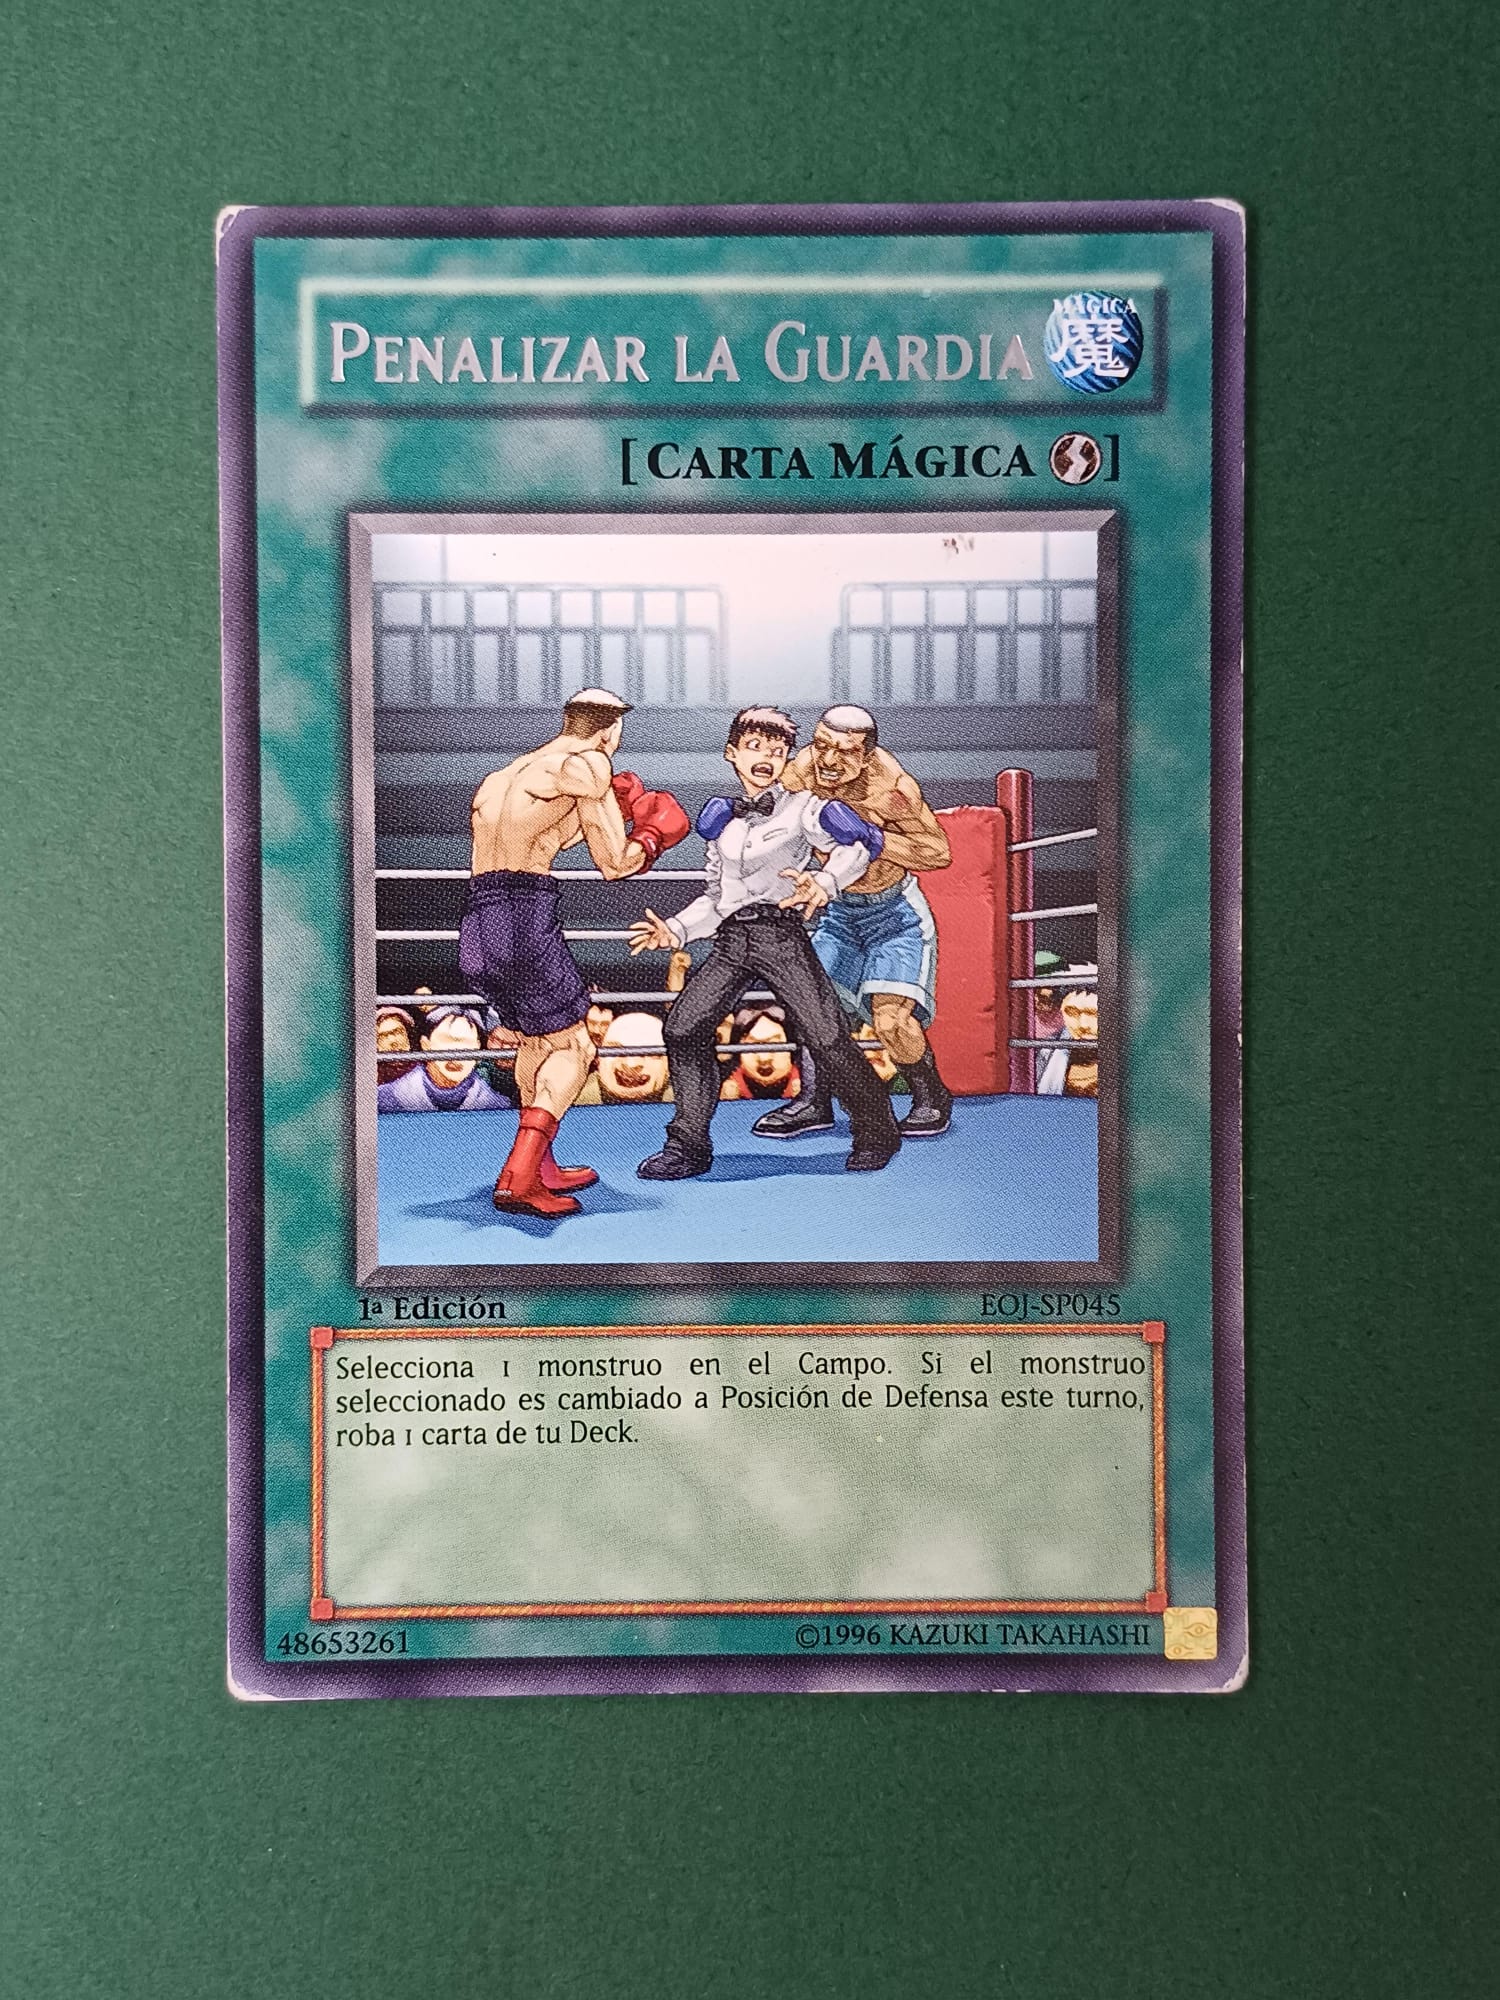 PENALIZAR LA GUARDIA
MÁGICA
魔
[CARTA MÁGICA]
1ª Edición
EOJ-SP045
Selecciona 1 monstruo en el Campo. Si el monstruo
seleccionado es cambiado a Posición de Defensa este turno,
roba 1 carta de tu Deck.
48653261
©1996 KAZUKI TAKAHASHI